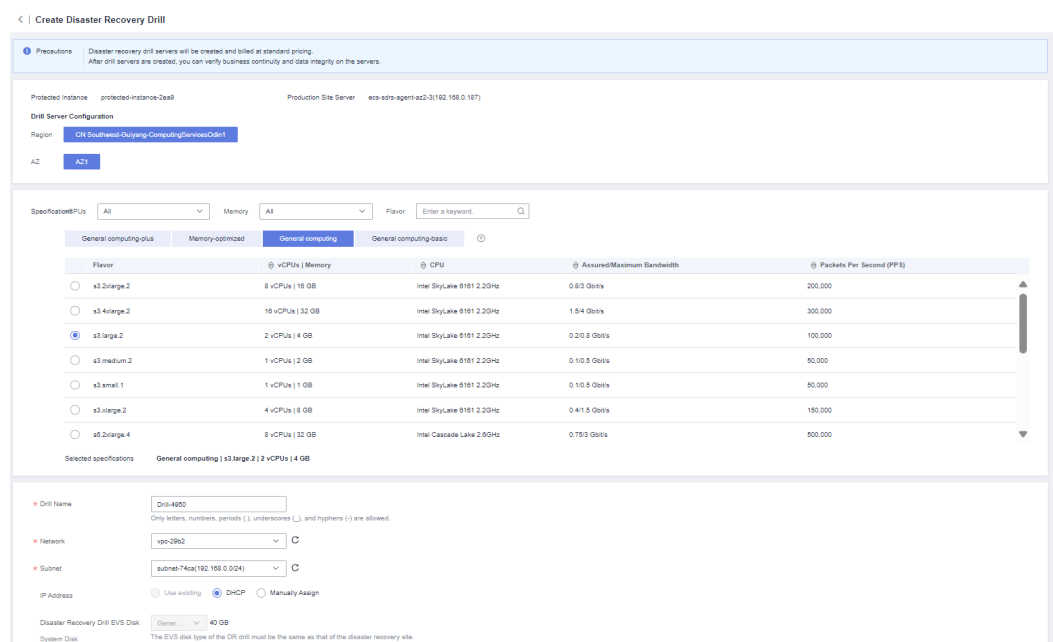 Create Disaster Recovery Drill
Precautions Disaster recovery drill servers will be created and billed at standard pricing.
After drill servers are created, you can verify business continuity and data integrity on the servers.
Protected Instance protected-instance-2ea9 Production Site Server ecs-sdrs-agent-az2-3(192.168.0.187)
Drill Server Configuration
Region CN Southwest-Guiyang-ComputingServicesOdin1
AZ AZ1
All Memory All Flavor Enter a keyword.
General computing-plus Memory-optimized General computing General computing-basic
Flavor vCPUs | Memory CPU Assured/Maximum Bandwidth Packets Per Second (PPS)
s3.2xlarge.2 8 vCPUs | 16 GB Intel SkyLake 6161 2.2GHz 0.8/3 Gbit/s 200,000
s3.4xlarge.2 16 vCPUs | 32 GB Intel SkyLake 6161 2.2GHz 1.5/4 Gbit/s 300,000
s3.large.2 2 vCPUs | 4 GB Intel SkyLake 6161 2.2GHz 0.2/0.8 Gbit/s 100,000
s3.medium.2 1 vCPUs | 2 GB Intel SkyLake 6161 2.2GHz 0.1/0.5 Gbit/s 50,000
s3.small.1 1 vCPUs | 1 GB Intel SkyLake 6161 2.2GHz 0.1/0.5 Gbit/s 50,000
s3.xlarge.2 4 vCPUs | 8 GB Intel SkyLake 6161 2.2GHz 0.4/1.5 Gbit/s 150,000
s6.2xlarge.4 8 vCPUs | 32 GB Intel Cascade Lake 2.6GHz 0.75/3 Gbit/s 500,000
Selected specifications General computing | s3.large.2 | 2 vCPUs | 4 GB
* Drill Name Drill-4950
Only letters, numbers, periods (.), underscores (_), and hyphens (-) are allowed.
* Network vpc-29b2
* Subnet subnet-74ca(192.168.0.0/24)
IP Address Use existing DHCP Manually Assign
Disaster Recovery Drill EVS Disk Gener... 40 GB
System Disk The EVS disk type of the DR drill must be the same as that of the disaster recovery site.